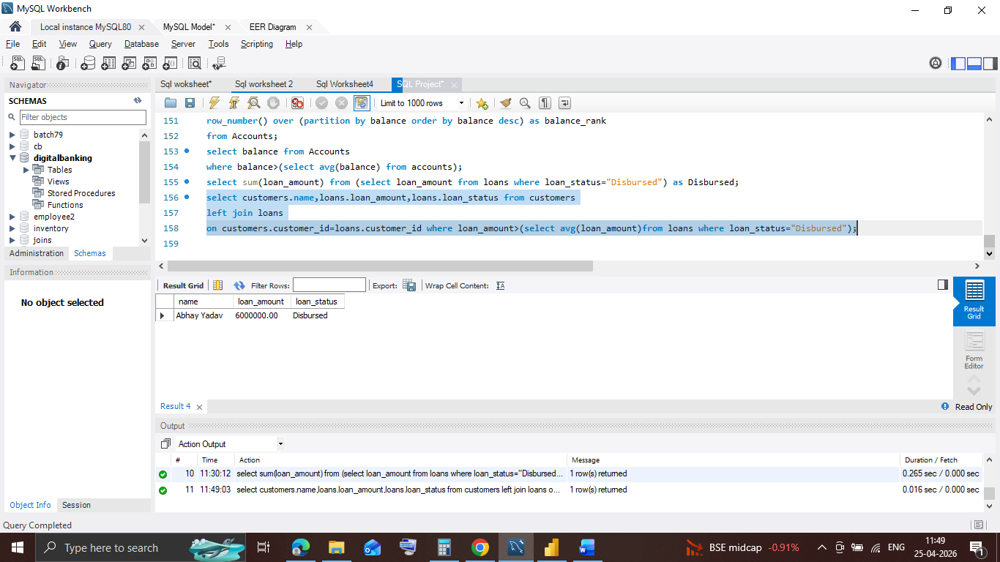 MySQL Workbench
Local instance MySQL80 MySQL Model* EER Diagram
File Edit View Query Database Server Tools Scripting Help
Navigator
SCHEMAS
Filter objects
batch79
cb
digitalbanking
Tables
Views
Stored Procedures
Functions
employee2
inventory
joins
Administration Schemas
Information
No object selected
Object Info Session
Sql woksheet* Sql worksheet 2 Sql Worksheet4 SQL Project*
Limit to 1000 rows
151 row_number() over (partition by balance order by balance desc) as balance_rank
152 from Accounts;
153 select balance from Accounts
154 where balance>(select avg(balance) from accounts);
155 select sum(loan_amount) from (select loan_amount from loans where loan_status="Disbursed") as Disbursed;
156 select customers.name,loans.loan_amount,loans.loan_status from customers
157 left join loans
158 on customers.customer_id=loans.customer_id where loan_amount>(select avg(loan_amount)from loans where loan_status="Disbursed");
159
Result Grid Filter Rows: Export: Wrap Cell Content:
name loan_amount loan_status
Abhay Yadav 6000000.00 Disbursed
Result Grid
Form Editor
Result 4 Read Only
Output
Action Output
# Time Action Message Duration / Fetch
10 11:30:12 select sum(loan_amount) from (select loan_amount from loans where loan_status="Disbursed... 1 row(s) returned 0.265 sec / 0.000 sec
11 11:49:03 select customers.name,loans.loan_amount,loans.loan_status from customers left join loans o... 1 row(s) returned 0.016 sec / 0.000 sec
Query Completed
Type here to search
BSE midcap -0.91%
ENG
11:49
25-04-2026
1